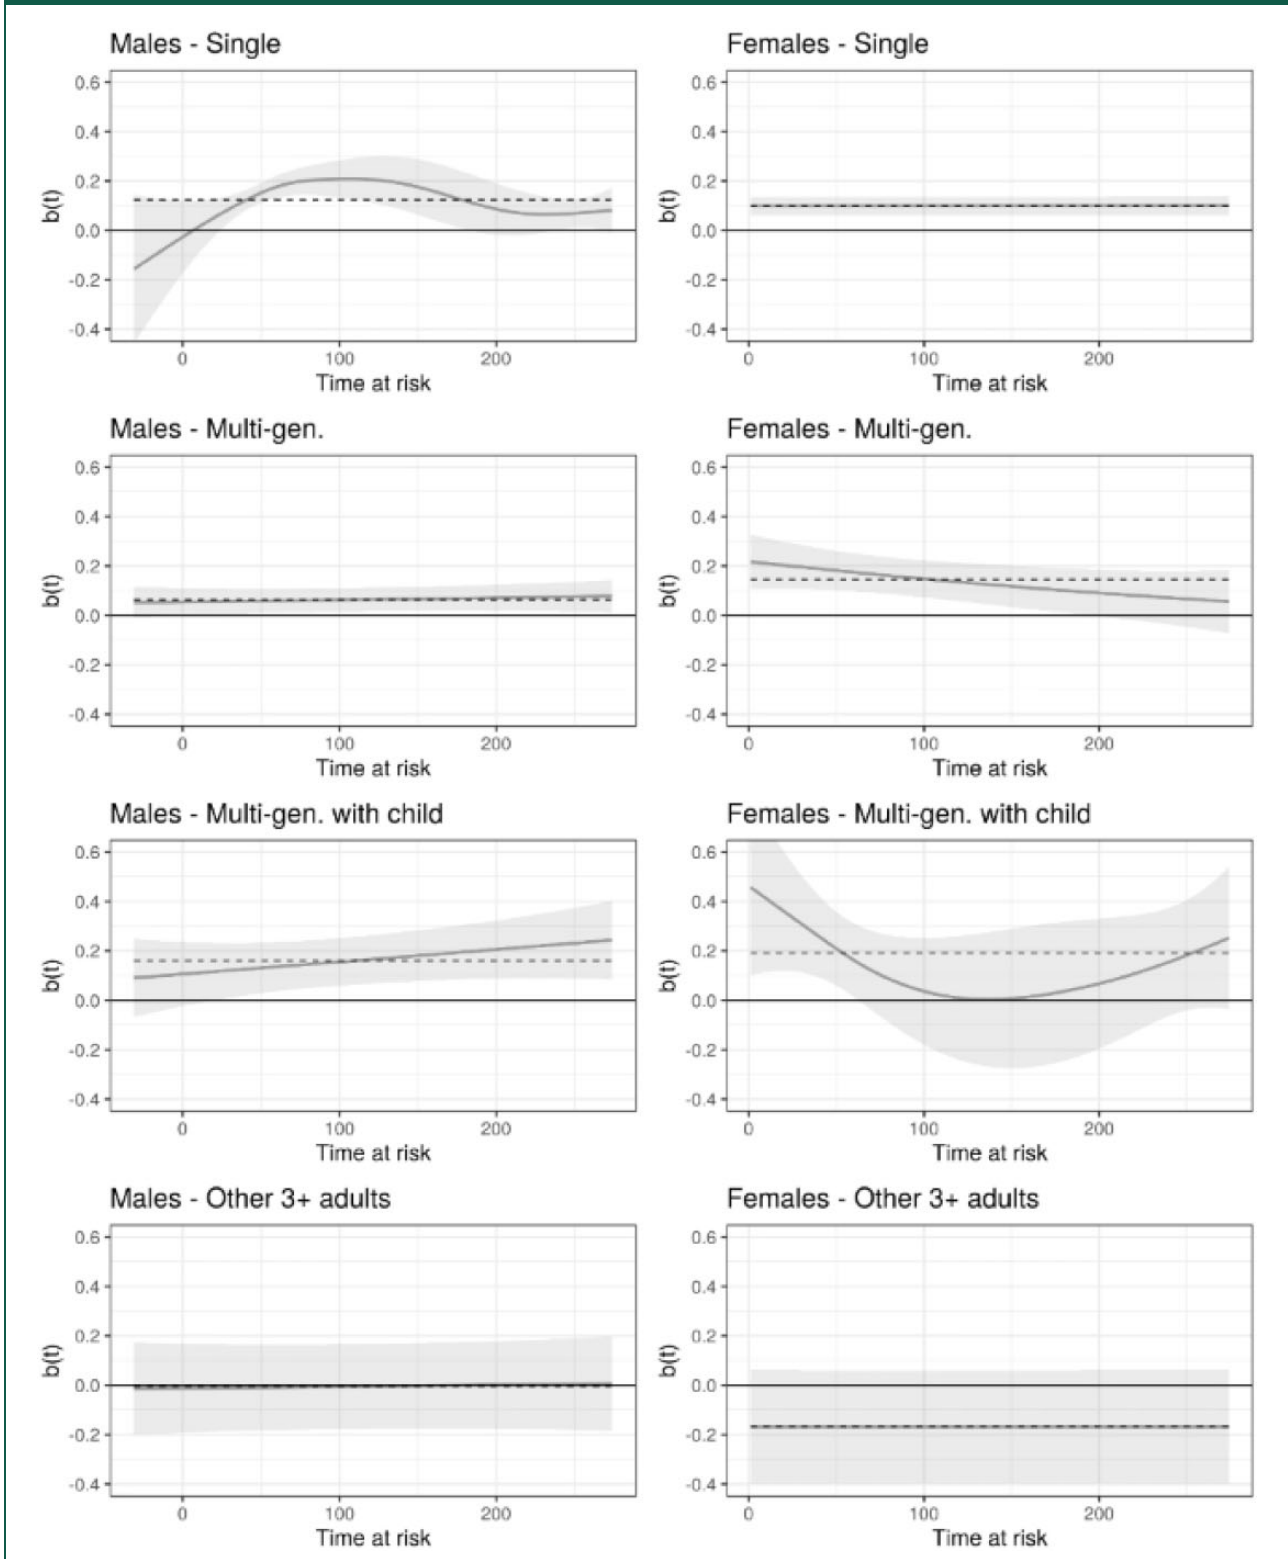 Males - Single
0.6
0.4
0.2
0.0
-0.2
-0.4
b(t)
0 100 200
Time at risk
Females - Single
0.6
0.4
0.2
0.0
-0.2
-0.4
b(t)
0 100 200
Time at risk
Males - Multi-gen.
0.6
0.4
0.2
0.0
-0.2
-0.4
b(t)
0 100 200
Time at risk
Females - Multi-gen.
0.6
0.4
0.2
0.0
-0.2
-0.4
b(t)
0 100 200
Time at risk
Males - Multi-gen. with child
0.6
0.4
0.2
0.0
-0.2
-0.4
b(t)
0 100 200
Time at risk
Females - Multi-gen. with child
0.6
0.4
0.2
0.0
-0.2
-0.4
b(t)
0 100 200
Time at risk
Males - Other 3+ adults
0.6
0.4
0.2
0.0
-0.2
-0.4
b(t)
0 100 200
Time at risk
Females - Other 3+ adults
0.6
0.4
0.2
0.0
-0.2
-0.4
b(t)
0 100 200
Time at risk